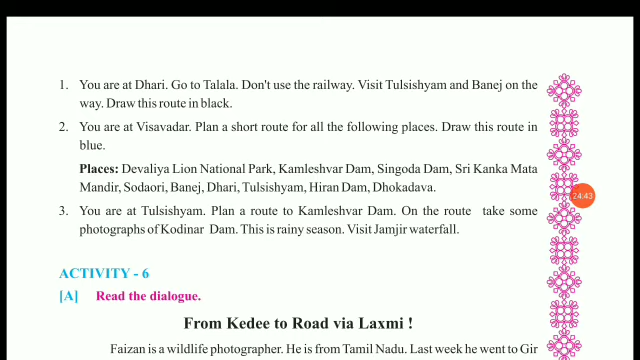 1. You are at Dhari. Go to Talala. Don't use the railway. Visit Tulsishyam and Banej on the
way. Draw this route in black.
2. You are at Visavadar. Plan a short route for all the following places. Draw this route in
blue.
Places: Devaliya Lion National Park, Kamleshvar Dam, Singoda Dam, Sri Kanka Mata
Mandir, Sodaori, Banej, Dhari, Tulsishyam, Hiran Dam, Dhokadava.
24:43
3. You are at Tulsishyam. Plan a route to Kamleshvar Dam. On the route take some
photographs of Kodinar Dam. This is rainy season. Visit Jamjir waterfall.
ACTIVITY - 6
[A] Read the dialogue.
From Kedee to Road via Laxmi !
Faizan is a wildlife photographer. He is from Tamil Nadu. Last week he went to Gir